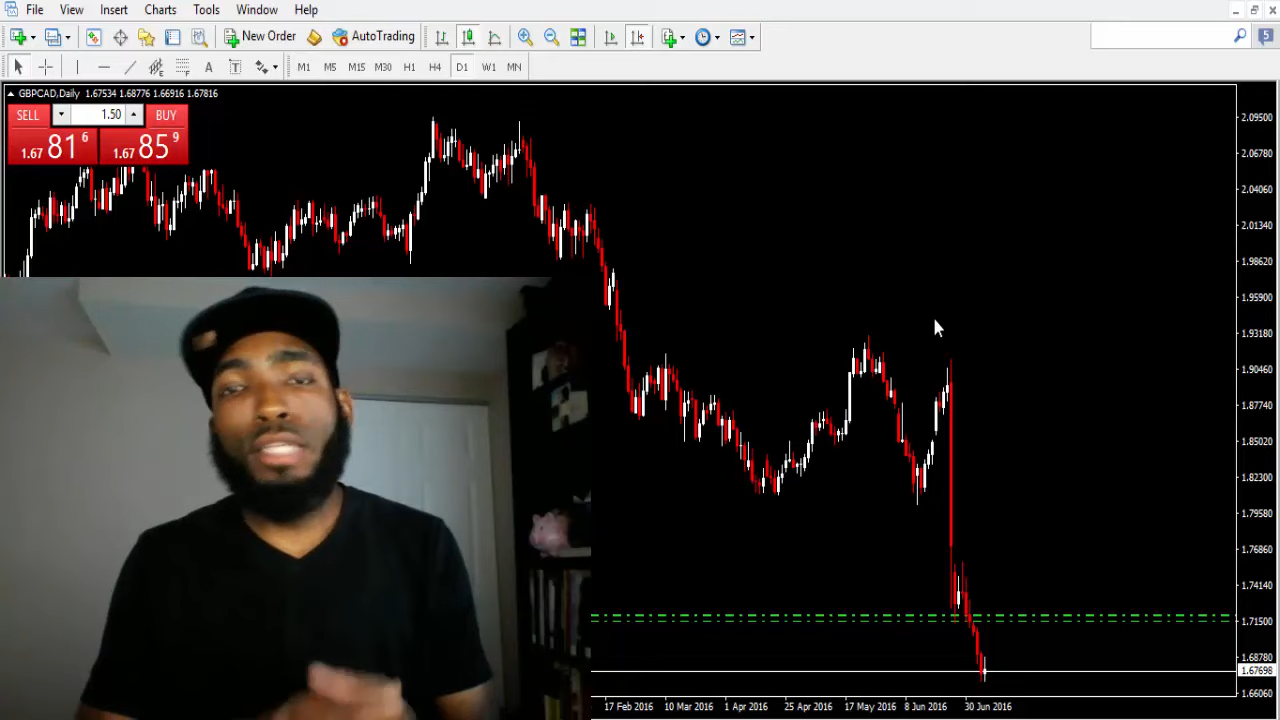 File View Insert Charts Tools Window Help
New Order AutoTrading 5
A T M1 M5 M15 M30 H1 H4 D1 W1 MN
GBPCAD,Daily 1.67534 1.68776 1.66916 1.67816
SELL 1.50 BUY
1.67 81 6 1.67 85 9
2.09500
2.06780
2.04060
2.01340
1.98620
1.95900
1.93180
1.90460
1.87740
1.85020
1.82300
1.79580
1.76860
1.74140
1.71500
1.68780
1.67698
1.66060
17 Feb 2016 10 Mar 2016 1 Apr 2016 25 Apr 2016 17 May 2016 8 Jun 2016 30 Jun 2016